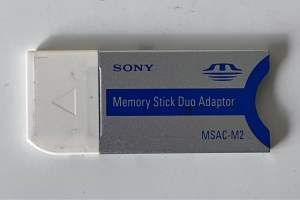 SONY
Memory Stick Duo Adaptor
MSAC-M2